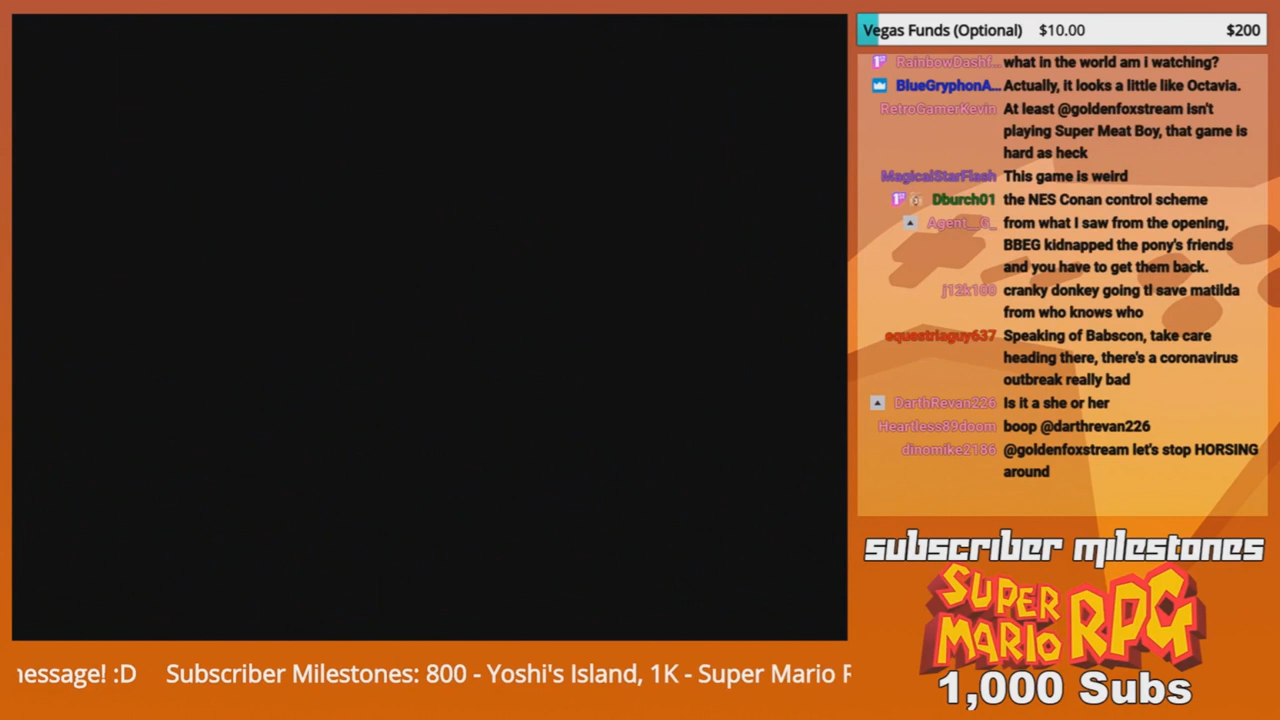 Vegas Funds (Optional) $10.00 $200
RainbowDashf... what in the world am i watching?
BlueGryphonA... Actually, it looks a little like Octavia.
RetroGamerKevin At least @goldenfoxstream isn't
playing Super Meat Boy, that game is
hard as heck
MagicalStarFlash This game is weird
Dburch01 the NES Conan control scheme
Agent__G_ from what I saw from the opening,
BBEG kidnapped the pony's friends
and you have to get them back.
j12k100 cranky donkey going tl save matilda
from who knows who
equestriaguy637 Speaking of Babscon, take care
heading there, there's a coronavirus
outbreak really bad
DarthRevan226 Is it a she or her
Heartless89doom boop @darthrevan226
dinomike2186 @goldenfoxstream let's stop HORSING
around
subscriber milestones
SUPER
MARIO RPG
1,000 Subs
nessage! :D Subscriber Milestones: 800 - Yoshi's Island, 1K - Super Mario R